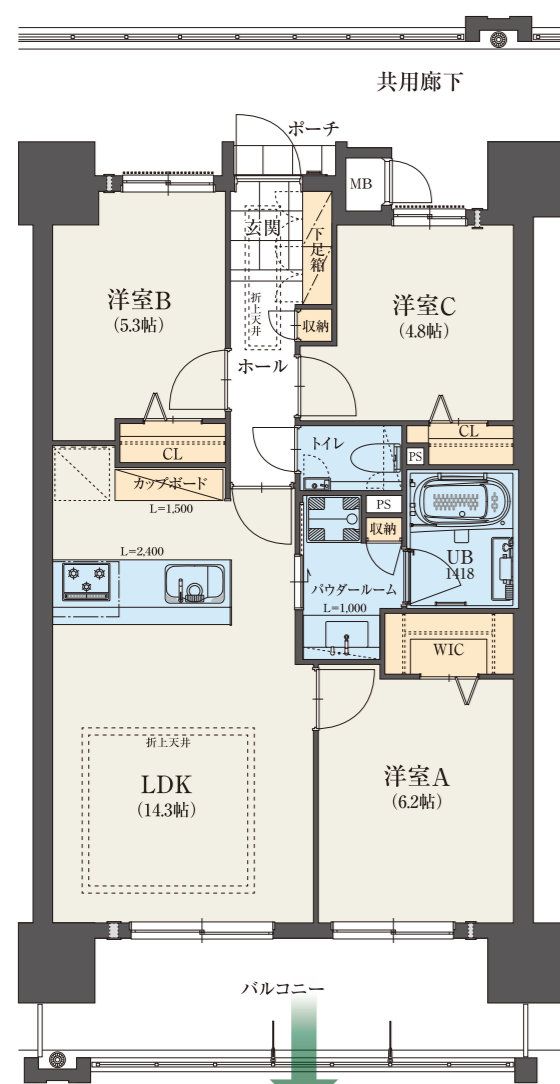 共用廊下
ポーチ
MB
玄関
下足箱
洋室B
(5.3帖)
折上天井
収納
洋室C
(4.8帖)
ホール
トイレ
CL
CL
PS
カップボード
L=1,500
PS
収納
L=2,400
UB
1418
パウダールーム
L=1,000
WIC
折上天井
LDK
(14.3帖)
洋室A
(6.2帖)
バルコニー